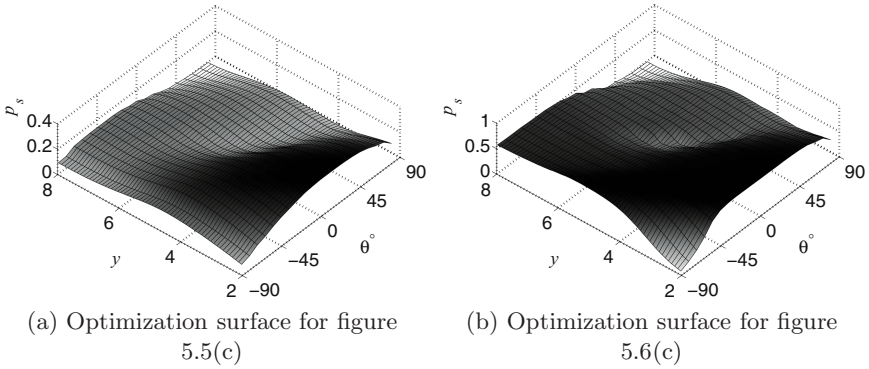 p s
0.4
0.2
0
8
6
4
2
y
−90
−45
0
45
90
θ°
(a) Optimization surface for figure
5.5(c)
p s
1
0.5
0
8
6
4
2
y
−90
−45
0
45
90
θ°
(b) Optimization surface for figure
5.6(c)